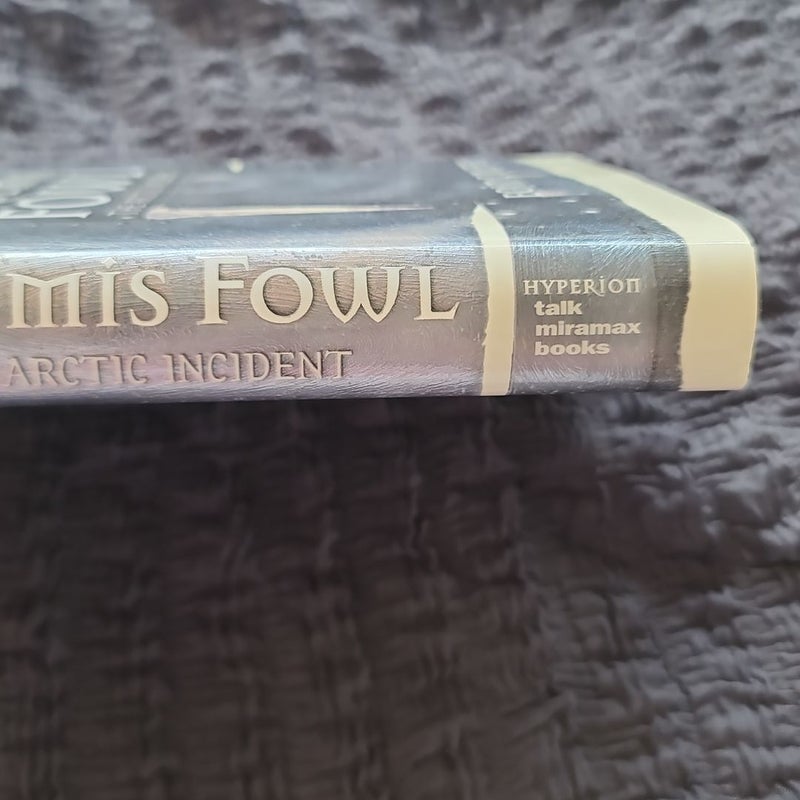 mis Fowl
ARCTIC INCIDENT
HYPERION
talk
miramax
books